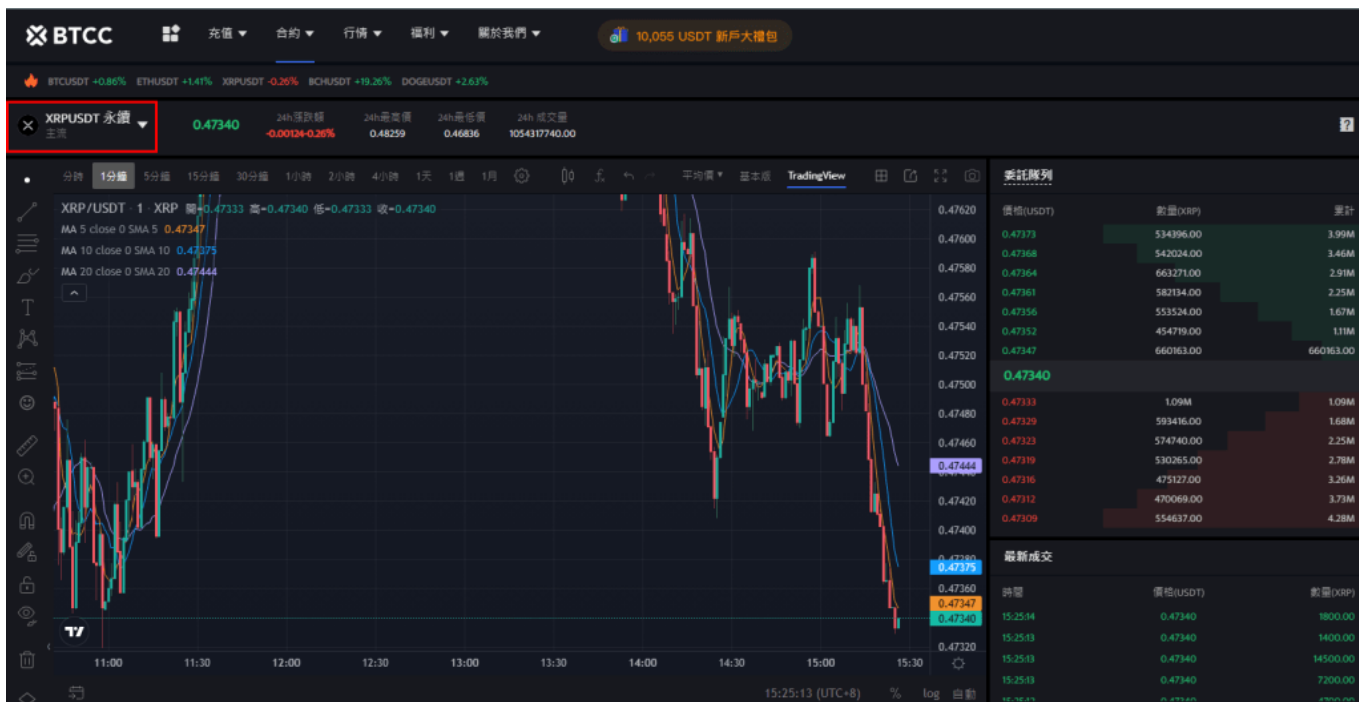 BTCC 充值 合約 行情 福利 關於我們 10,055 USDT 新戶大禮包
BTCUSDT +0.86% ETHUSDT +1.41% XRPUSDT -0.26% BCHUSDT +19.26% DOGEUSDT +2.63%
XRPUSDT 永續
主流
0.47340
24h漲跌幅
-0.00124-0.26%
24h最高價
0.48259
24h最低價
0.46836
24h 成交量
1054317740.00
分時 1分鐘 5分鐘 15分鐘 30分鐘 1小時 2小時 4小時 1天 1週 1月 平均價 基本版 TradingView
XRP/USDT · 1 · XRP 開=0.47333 高=0.47340 低=0.47333 收=0.47340
MA 5 close 0 SMA 5 0.47347
MA 10 close 0 SMA 10 0.47375
MA 20 close 0 SMA 20 0.47444
0.47620
0.47600
0.47580
0.47560
0.47540
0.47520
0.47500
0.47480
0.47460
0.47444
0.47420
0.47400
0.47375
0.47360
0.47347
0.47340
0.47320
11:00 11:30 12:00 12:30 13:00 13:30 14:00 14:30 15:00 15:30
15:25:13 (UTC+8) % log 自動
委託隊列
價格(USDT) 數量(XRP) 累計
0.47373 534396.00 3.99M
0.47368 542024.00 3.46M
0.47364 663271.00 2.91M
0.47361 582134.00 2.25M
0.47356 553524.00 1.67M
0.47352 454719.00 1.11M
0.47347 660163.00 660163.00
0.47340
0.47333 1.09M 1.09M
0.47329 593416.00 1.68M
0.47323 574740.00 2.25M
0.47319 530265.00 2.78M
0.47316 475127.00 3.26M
0.47312 470069.00 3.73M
0.47309 554637.00 4.28M
最新成交
時間 價格(USDT) 數量(XRP)
15:25:14 0.47340 1800.00
15:25:13 0.47340 1400.00
15:25:13 0.47340 14500.00
15:25:13 0.47340 7200.00